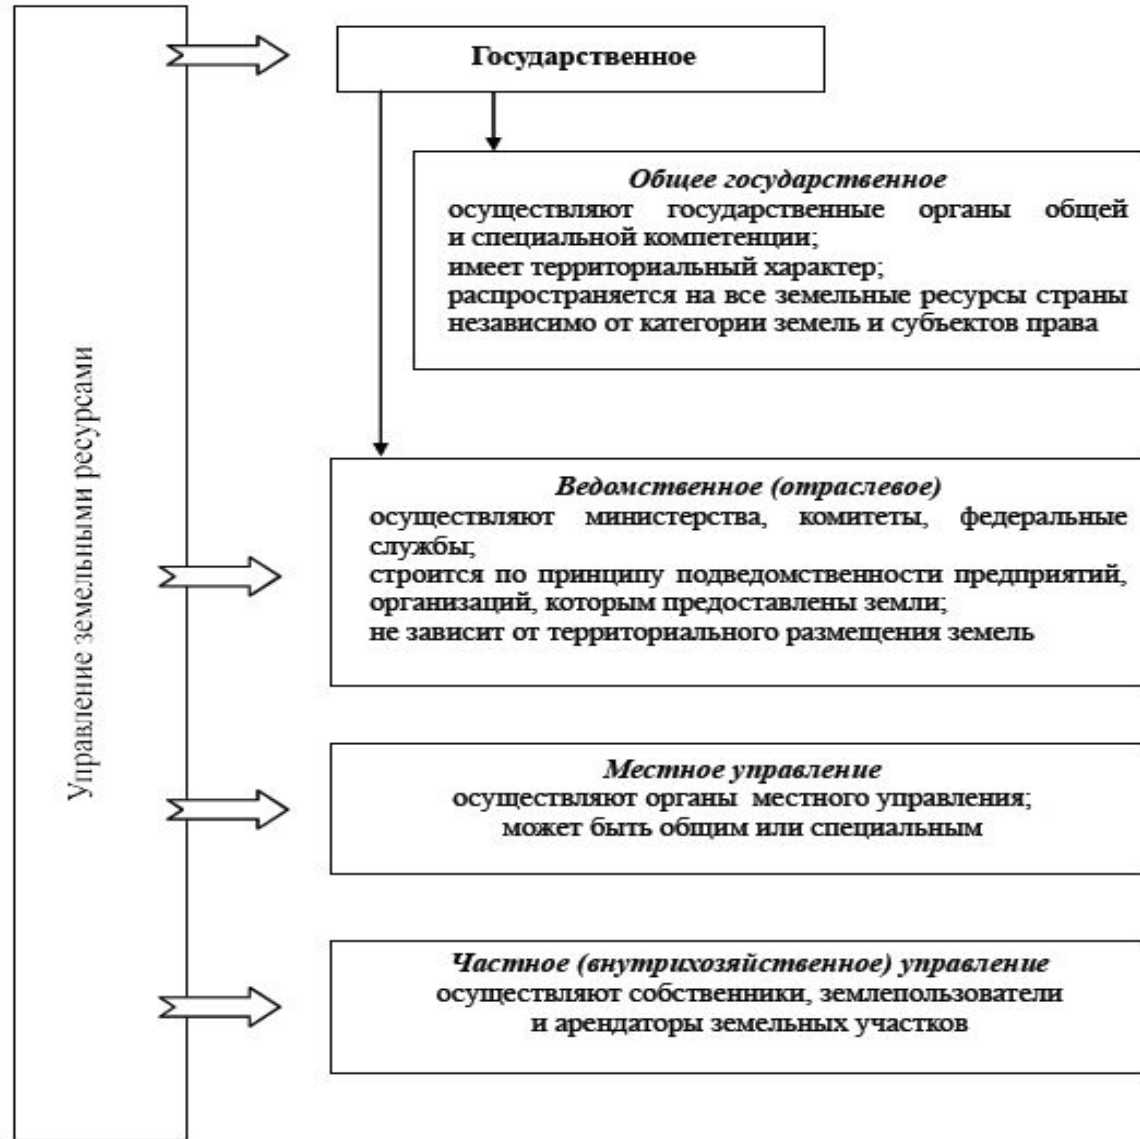 Управление земельными ресурсами
Государственное
Общее государственное
осуществляют государственные органы общей
и специальной компетенции;
имеет территориальный характер;
распространяется на все земельные ресурсы страны
независимо от категории земель и субъектов права
Ведомственное (отраслевое)
осуществляют министерства, комитеты, федеральные
службы;
строится по принципу подведомственности предприятий,
организаций, которым предоставлены земли;
не зависит от территориального размещения земель
Местное управление
осуществляют органы местного управления;
может быть общим или специальным
Частное (внутрихозяйственное) управление
осуществляют собственники, землепользователи
и арендаторы земельных участков